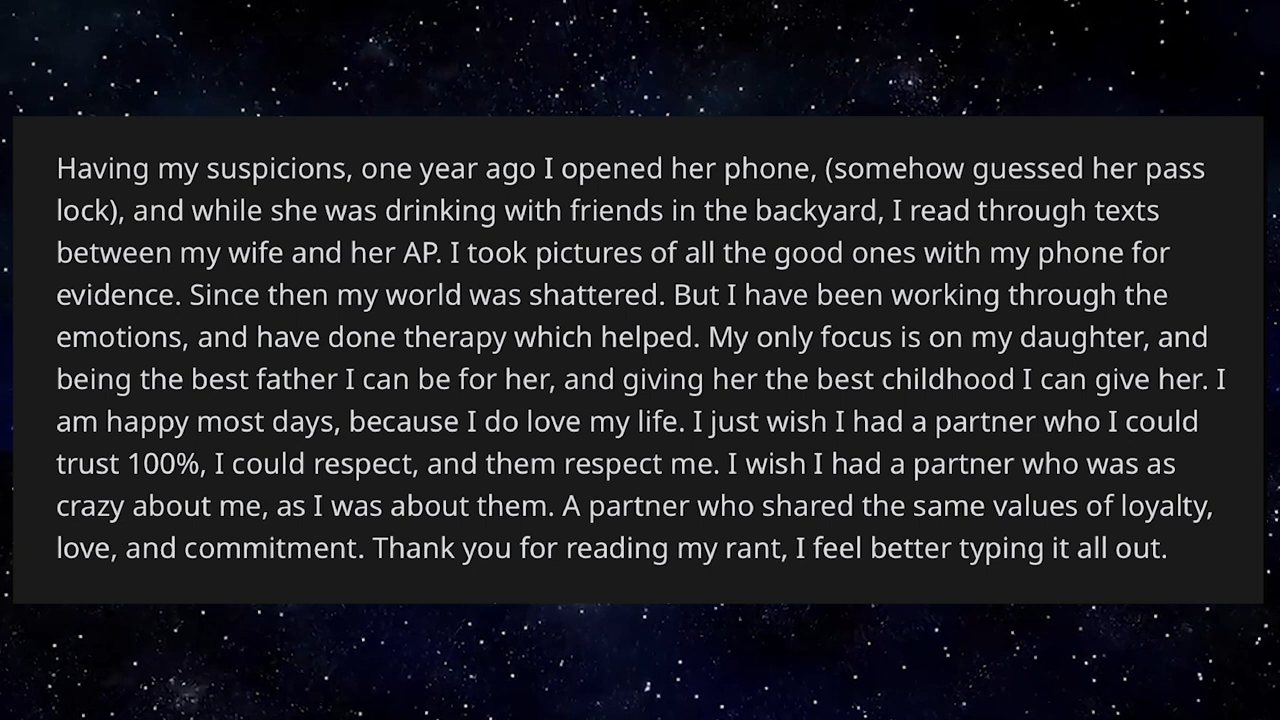 Having my suspicions, one year ago I opened her phone, (somehow guessed her pass
lock), and while she was drinking with friends in the backyard, I read through texts
between my wife and her AP. I took pictures of all the good ones with my phone for
evidence. Since then my world was shattered. But I have been working through the
emotions, and have done therapy which helped. My only focus is on my daughter, and
being the best father I can be for her, and giving her the best childhood I can give her. I
am happy most days, because I do love my life. I just wish I had a partner who I could
trust 100%, I could respect, and them respect me. I wish I had a partner who was as
crazy about me, as I was about them. A partner who shared the same values of loyalty,
love, and commitment. Thank you for reading my rant, I feel better typing it all out.